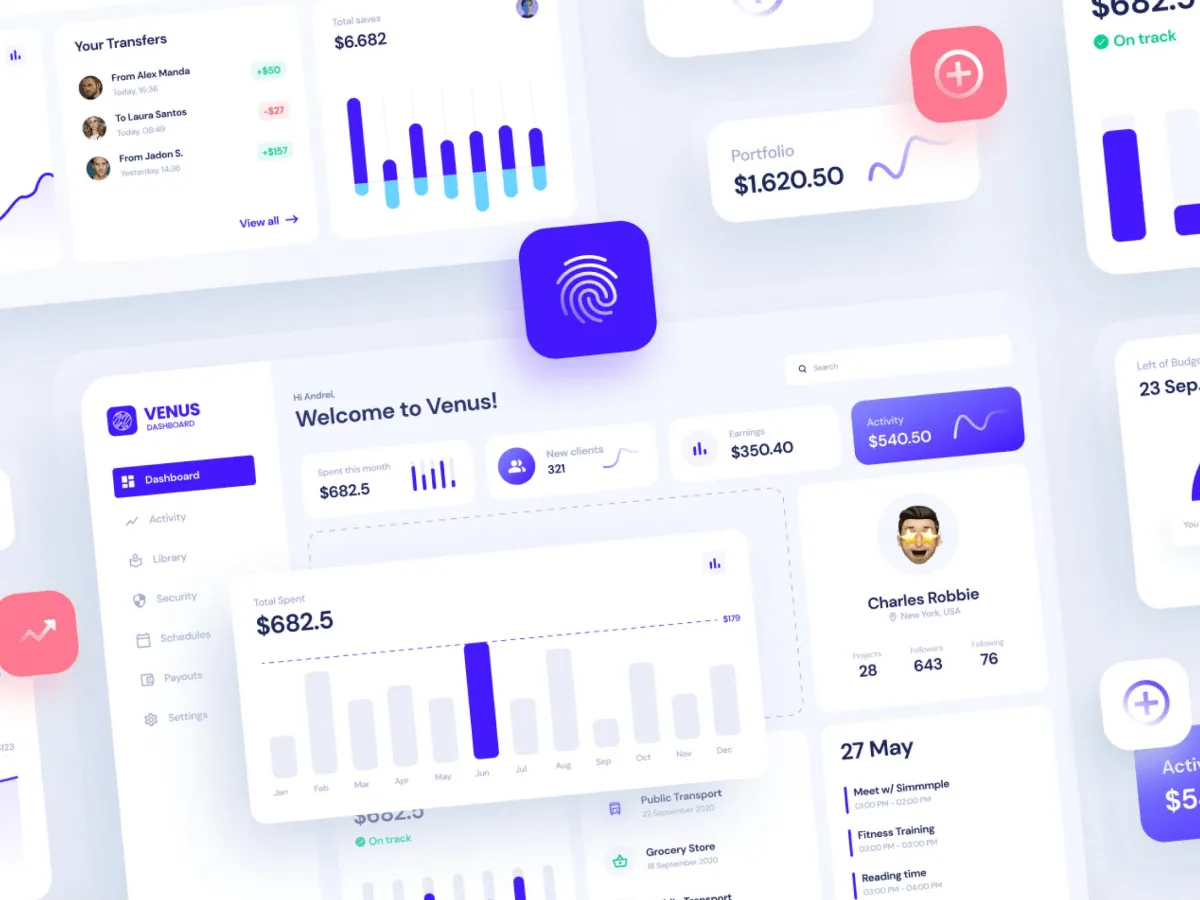 Your Transfers
From Alex Manda
Today, 16:36
+$50
To Laura Santos
Today, 08:49
-$27
From Jadon S.
Yesterday, 14:36
+$157
View all
Total saves
$6.682
Portfolio
$1.620.50
$682.5
On track
VENUS
DASHBOARD
Dashboard
Activity
Library
Security
Schedules
Payouts
Settings
Hi Andrei,
Welcome to Venus!
Search
Spent this month
$682.5
New clients
321
Earnings
$350.40
Activity
$540.50
Total Spent
$682.5
$179
Jan
Feb
Mar
Apr
May
Jun
Jul
Aug
Sep
Oct
Nov
Dec
Charles Robbie
New York, USA
Projects
28
Followers
643
Following
76
27 May
Meet w/ Simmmple
01:00 PM - 02:00 PM
Fitness Training
02:00 PM - 03:00 PM
Reading time
03:00 PM - 04:00 PM
$682.5
On track
Public Transport
22 September 2020
Grocery Store
18 September 2020
Transport
Left of
23 Sep.
You
$5